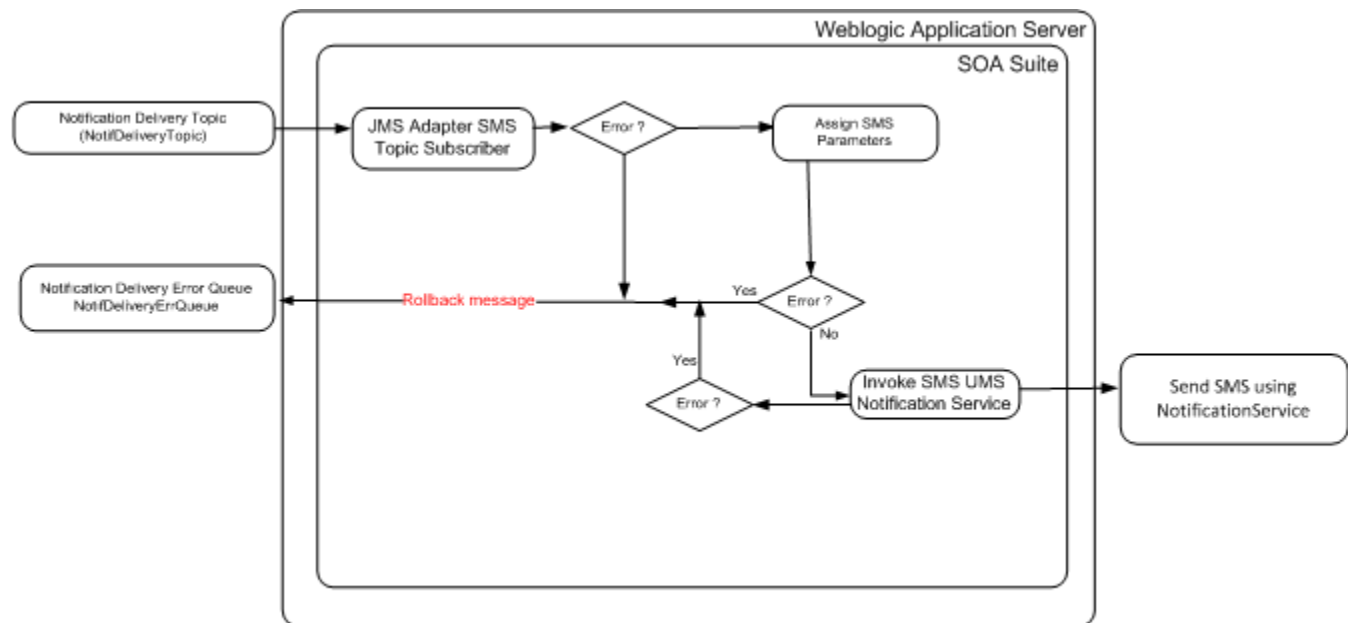 Weblogic Application Server
SOA Suite
Notification Delivery Topic
(NotifDeliveryTopic)
JMS Adapter SMS
Topic Subscriber
Error ?
Assign SMS
Parameters
Notification Delivery Error Queue
NotifDeliveryErrQueue
Rollback message
Yes
Error ?
No
Yes
Error ?
Invoke SMS UMS
Notification Service
Send SMS using
NotificationService